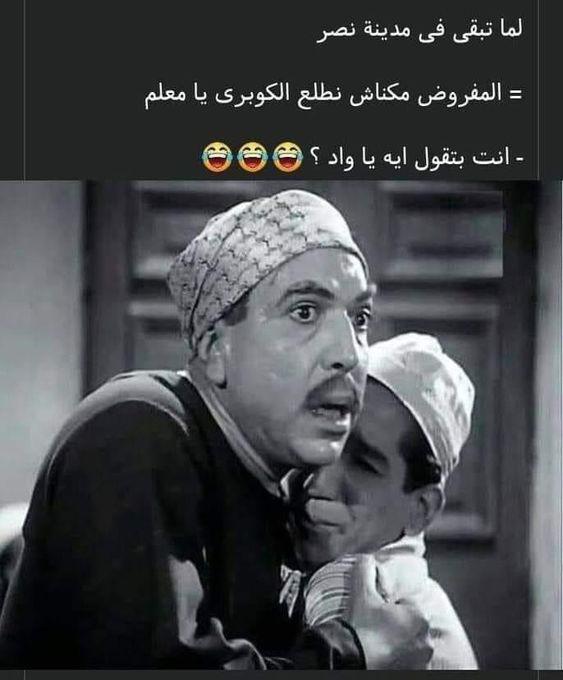 لما تبقى فى مدينة نصر
= المفروض مكناش نطلع الكوبرى يا معلم
- انت بتقول ايه يا واد ؟ 😂😂😂